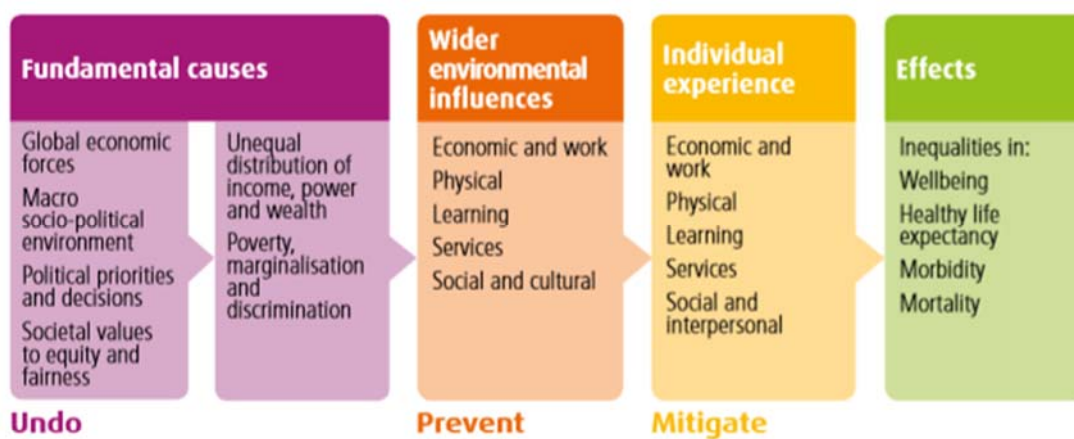 Fundamental causes
Global economic
forces
Macro
socio-political
environment
Political priorities
and decisions
Societal values
to equity and
fairness
Unequal
distribution of
income, power
and wealth
Poverty,
marginalisation
and
discrimination
Undo
Wider
environmental
influences
Economic and work
Physical
Learning
Services
Social and cultural
Prevent
Individual
experience
Economic and
work
Physical
Learning
Services
Social and
interpersonal
Mitigate
Effects
Inequalities in:
Wellbeing
Healthy life
expectancy
Morbidity
Mortality